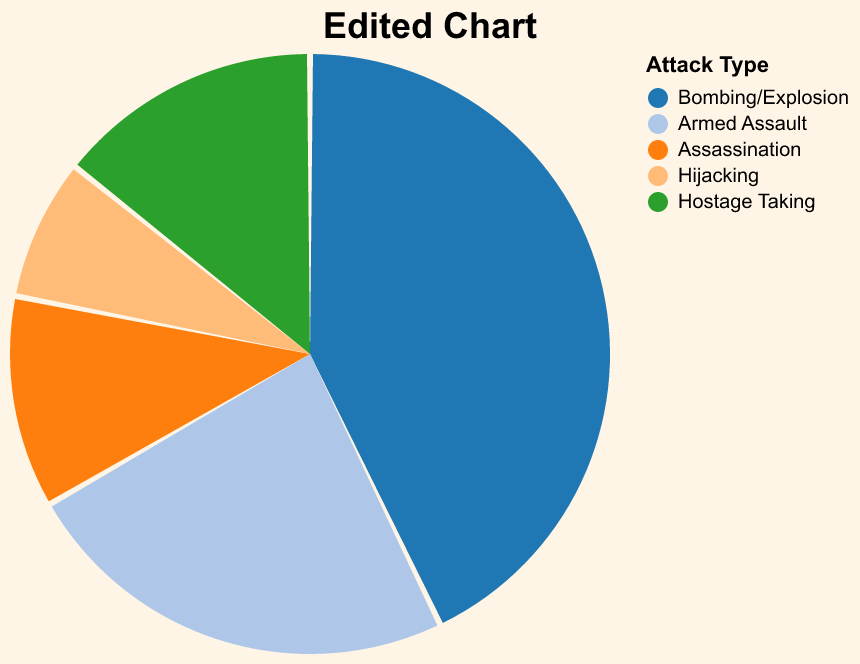 Edited Chart
Attack Type
Bombing/Explosion
Armed Assault
Assassination
Hijacking
Hostage Taking